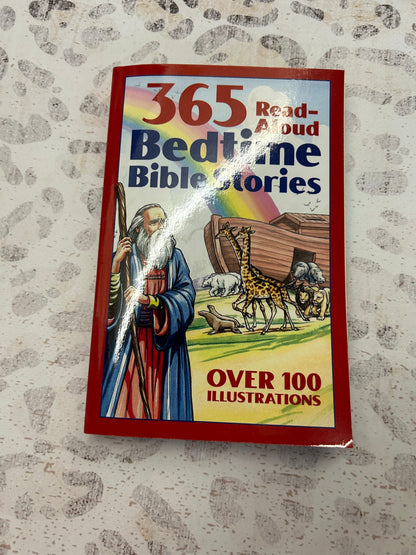 365 Read-
Aloud
Bedtime
Bible Stories
OVER 100
ILLUSTRATIONS